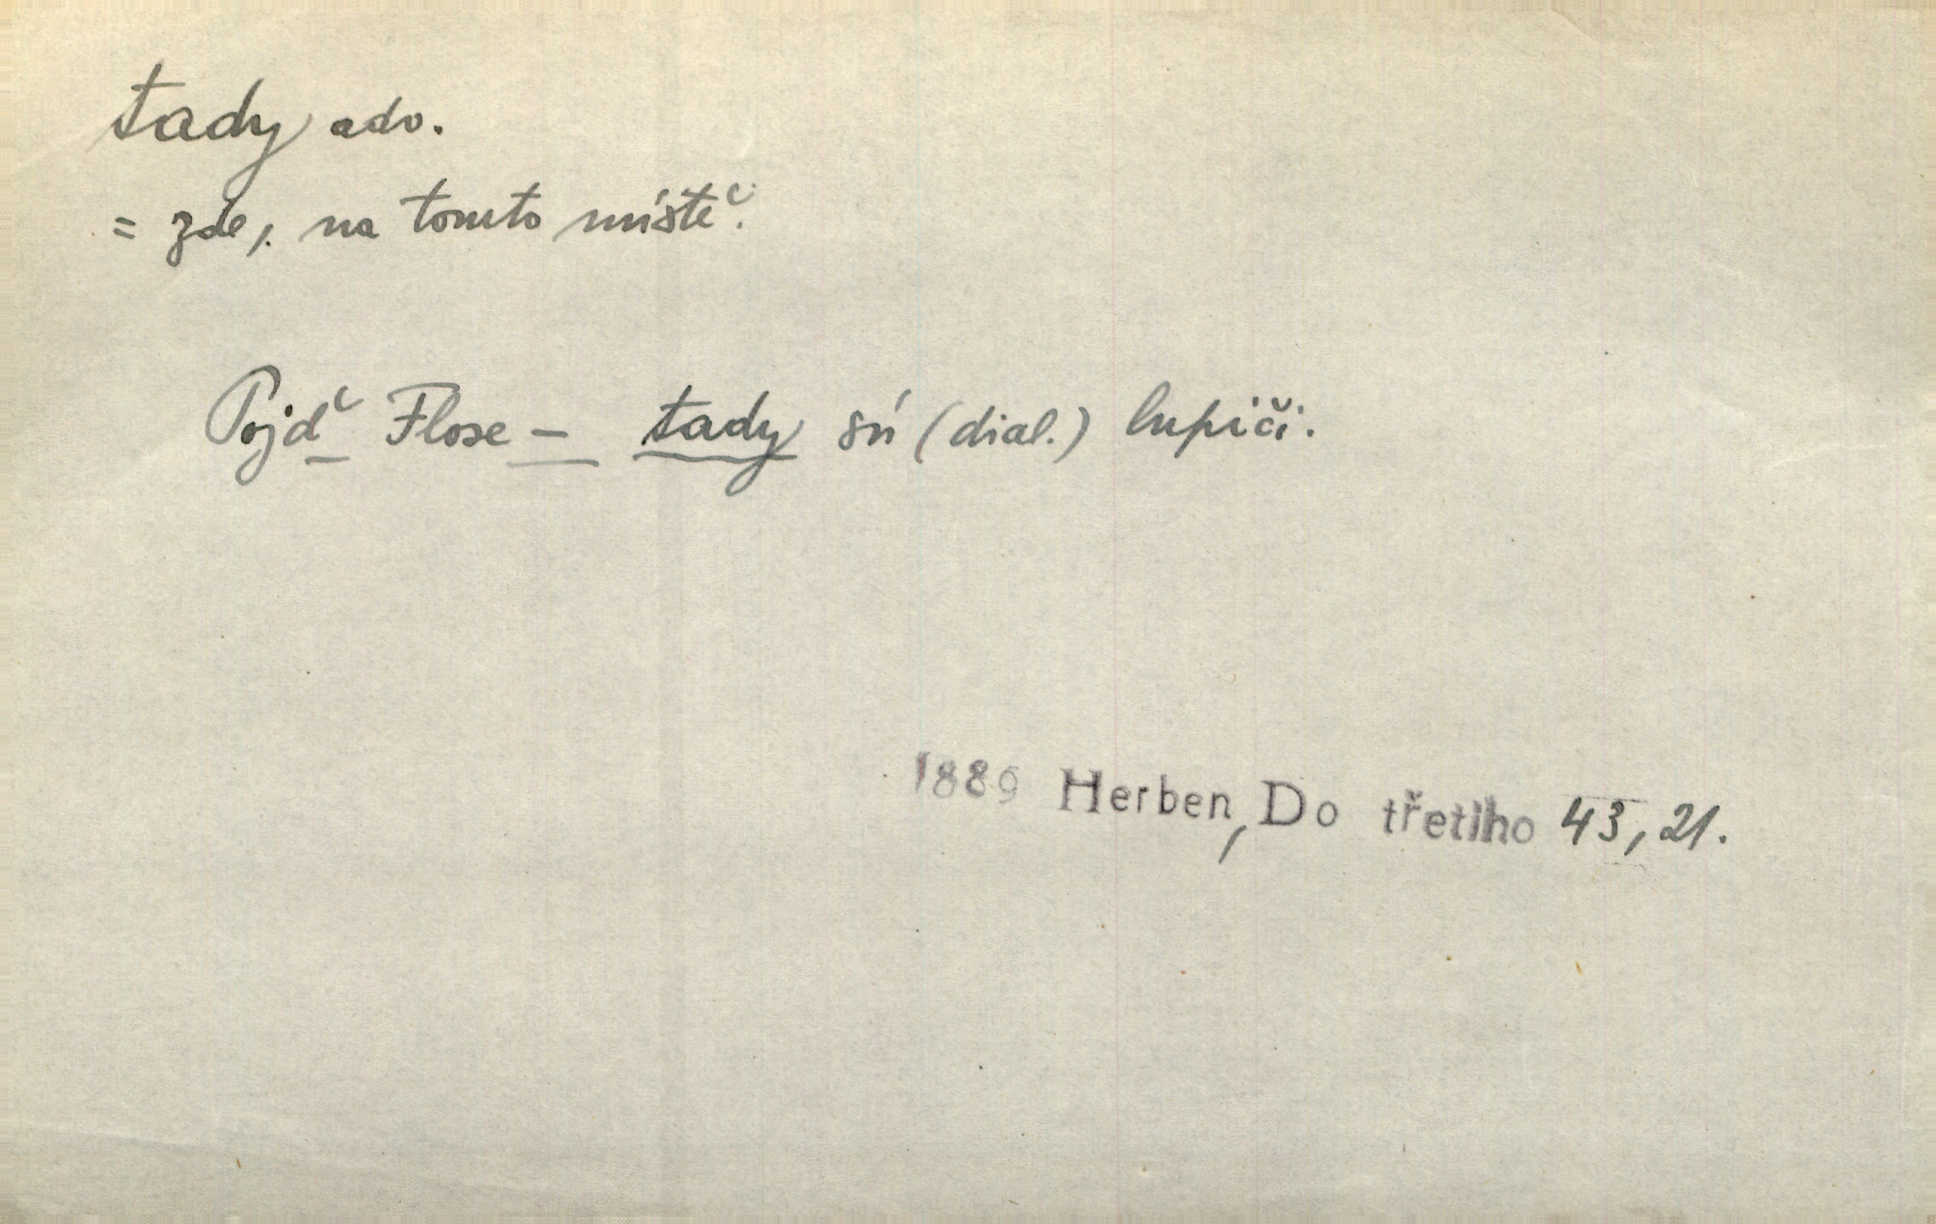 tady adv.
= zde, na tomto místě.
Pojď Flose – tady sú (dial.) lupiči.
1889 Herben, Do třetího 43, 21.